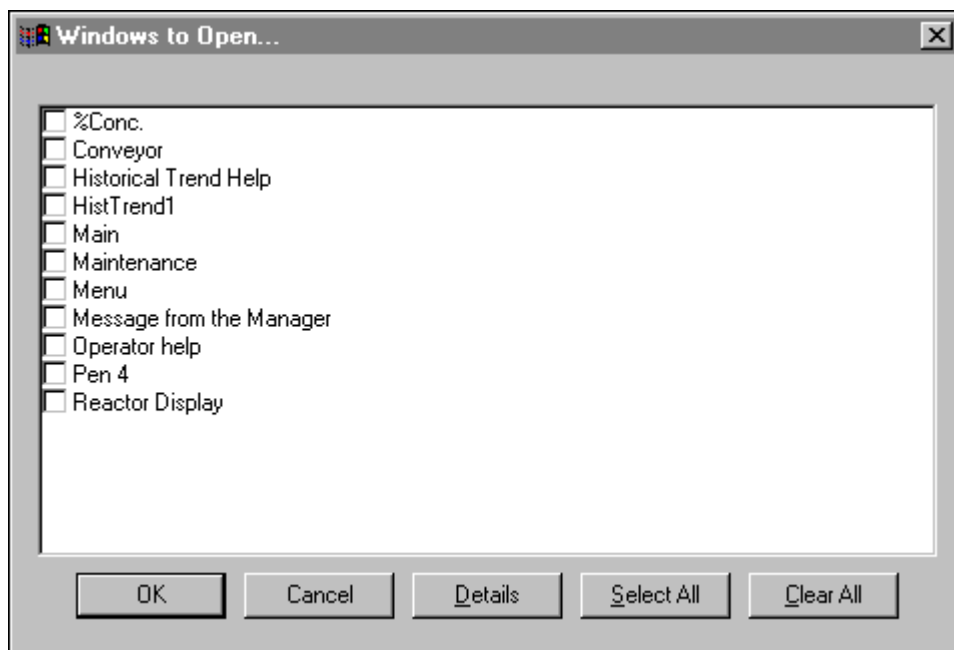 Windows to Open...
%Conc.
Conveyor
Historical Trend Help
HistTrend1
Main
Maintenance
Menu
Message from the Manager
Operator help
Pen 4
Reactor Display
OK Cancel Details Select All Clear All